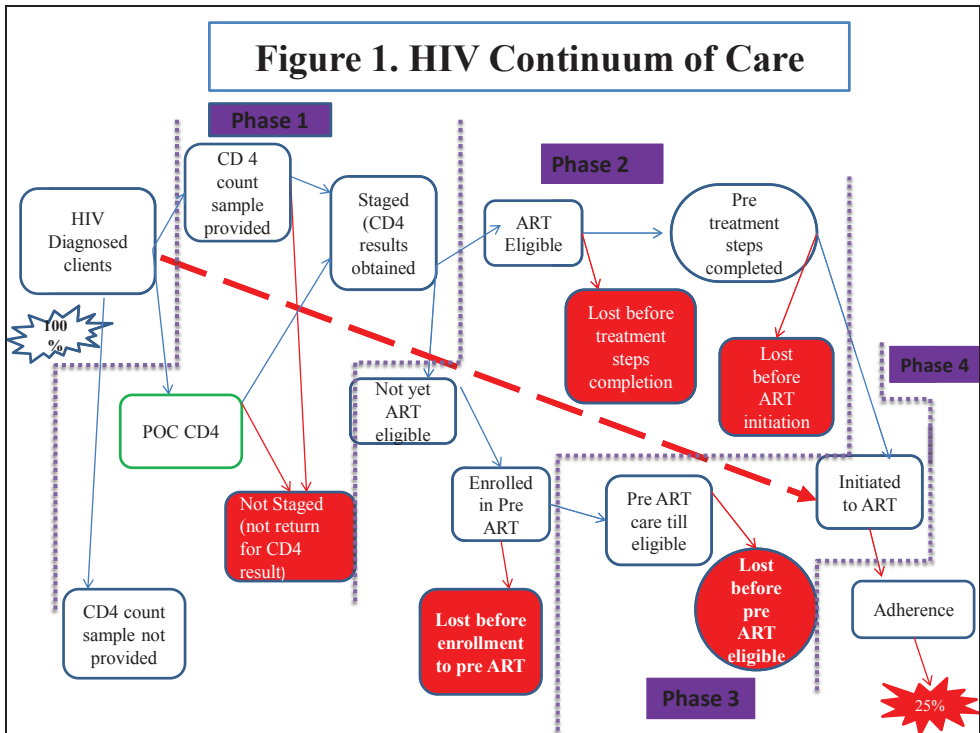 Figure 1. HIV Continuum of Care
Phase 1
CD 4
count
sample
provided
HIV
Diagnosed
clients
100
%
Staged
(CD4
results
obtained
Phase 2
ART
Eligible
Pre
treatment
steps
completed
Lost before
treatment
steps
completion
Lost
before
ART
initiation
Phase 4
POC CD4
Not yet
ART
eligible
Not Staged
(not return
for CD4
result)
Enrolled
in Pre
ART
Pre ART
care till
eligible
Initiated
to ART
CD4 count
sample not
provided
Lost before
enrollment
to pre ART
Lost
before
pre
ART
eligible
Adherence
Phase 3
25%